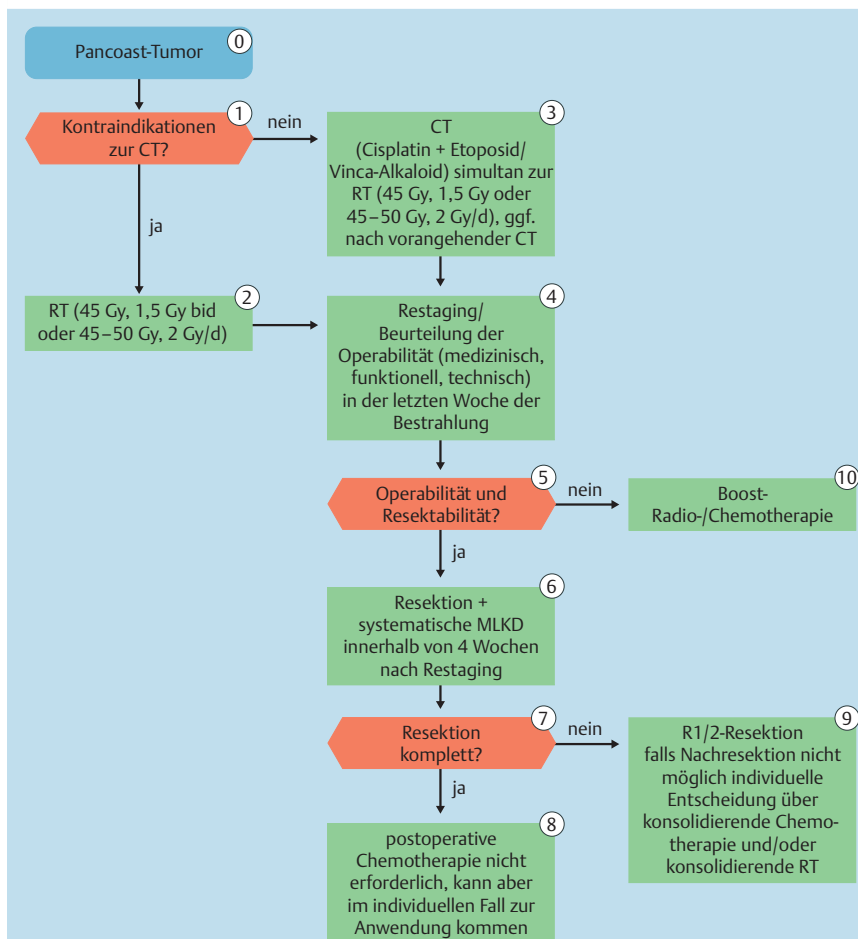 0
Pancoast-Tumor
1
Kontraindikationen
zur CT?
nein
ja
3
CT
(Cisplatin + Etoposid/
Vinca-Alkaloid) simultan zur
RT (45 Gy, 1,5 Gy oder
45–50 Gy, 2 Gy/d), ggf.
nach vorangehender CT
2
RT (45 Gy, 1,5 Gy bid
oder 45–50 Gy, 2 Gy/d)
4
Restaging/
Beurteilung der
Operabilität (medizinisch,
funktionell, technisch)
in der letzten Woche der
Bestrahlung
5
Operabilität und
Resektabilität?
nein
10
Boost-
Radio-/Chemotherapie
ja
6
Resektion +
systematische MLKD
innerhalb von 4 Wochen
nach Restaging
7
Resektion
komplett?
nein
9
R1/2-Resektion
falls Nachresektion nicht
möglich individuelle
Entscheidung über
konsolidierende Chemo-
therapie und/oder
konsolidierende RT
ja
8
postoperative
Chemotherapie nicht
erforderlich, kann aber
im individuellen Fall zur
Anwendung kommen